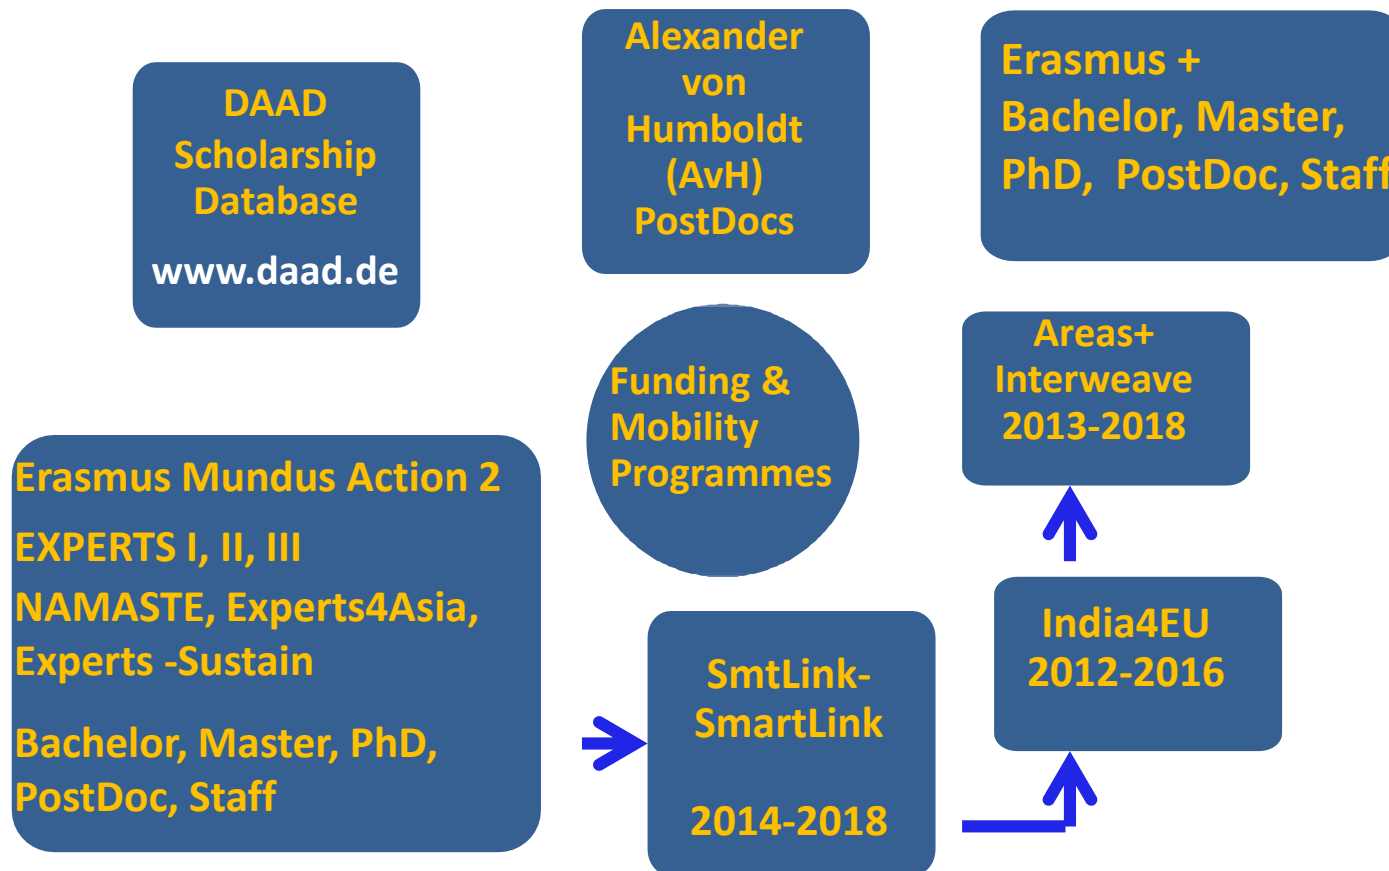 DAAD
Scholarship
Database
www.daad.de
Alexander
von
Humboldt
(AvH)
PostDocs
Erasmus +
Bachelor, Master,
PhD, PostDoc, Staff
Funding &
Mobility
Programmes
Areas+
Interweave
2013-2018
Erasmus Mundus Action 2
EXPERTS I, II, III
NAMASTE, Experts4Asia,
Experts -Sustain
Bachelor, Master, PhD,
PostDoc, Staff
SmtLink-
SmartLink
2014-2018
India4EU
2012-2016